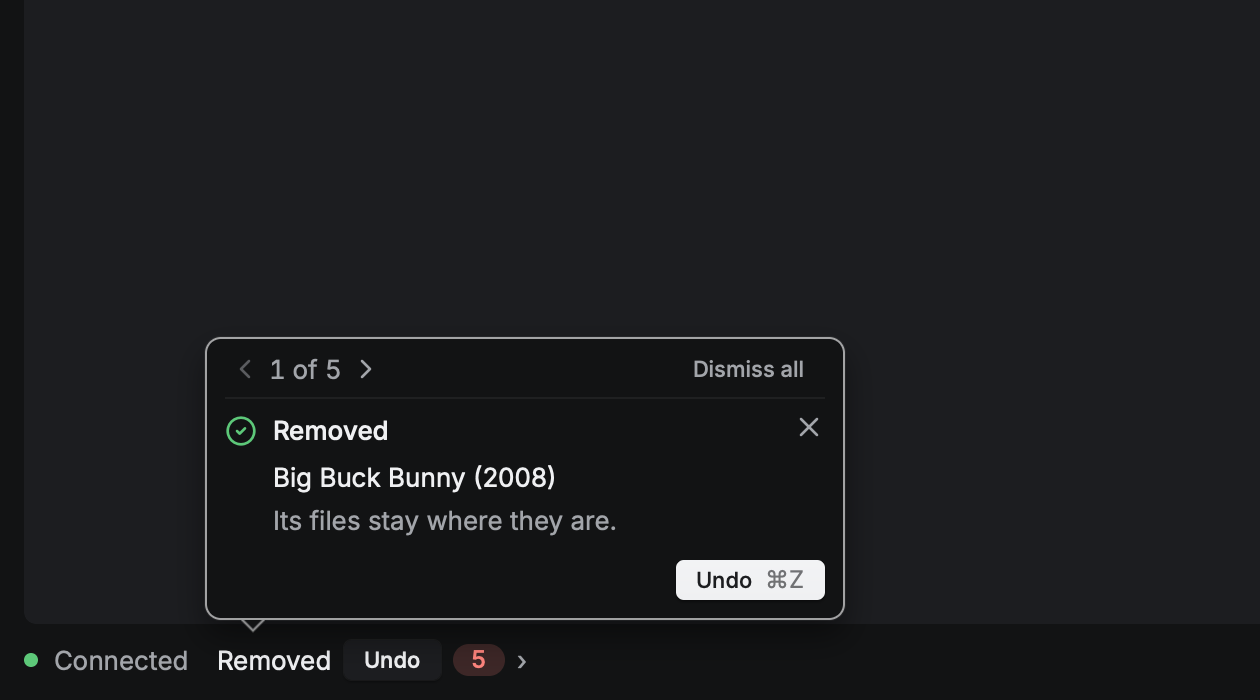 1 of 5 Dismiss all
Removed
Big Buck Bunny (2008)
Its files stay where they are.
Undo ⌘Z
Connected Removed Undo 5 ›